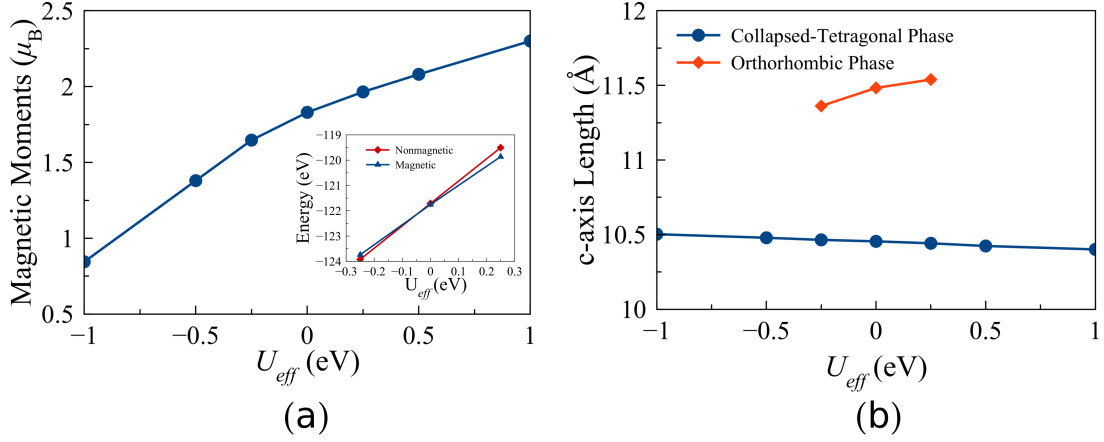 2.5
2
1.5
1
0.5
Magnetic Moments (μB)
−1
−0.5
0
0.5
1
Ueff (eV)
−119
−120
−121
−122
−123
−124
Energy (eV)
Nonmagnetic
Magnetic
−0.3
−0.2
−0.1
0
0.1
0.2
0.3
Ueff(eV)
(a)
12
11.5
11
10.5
10
c-axis Length (Å)
Collapsed-Tetragonal Phase
Orthorhombic Phase
−1
−0.5
0
0.5
1
Ueff (eV)
(b)